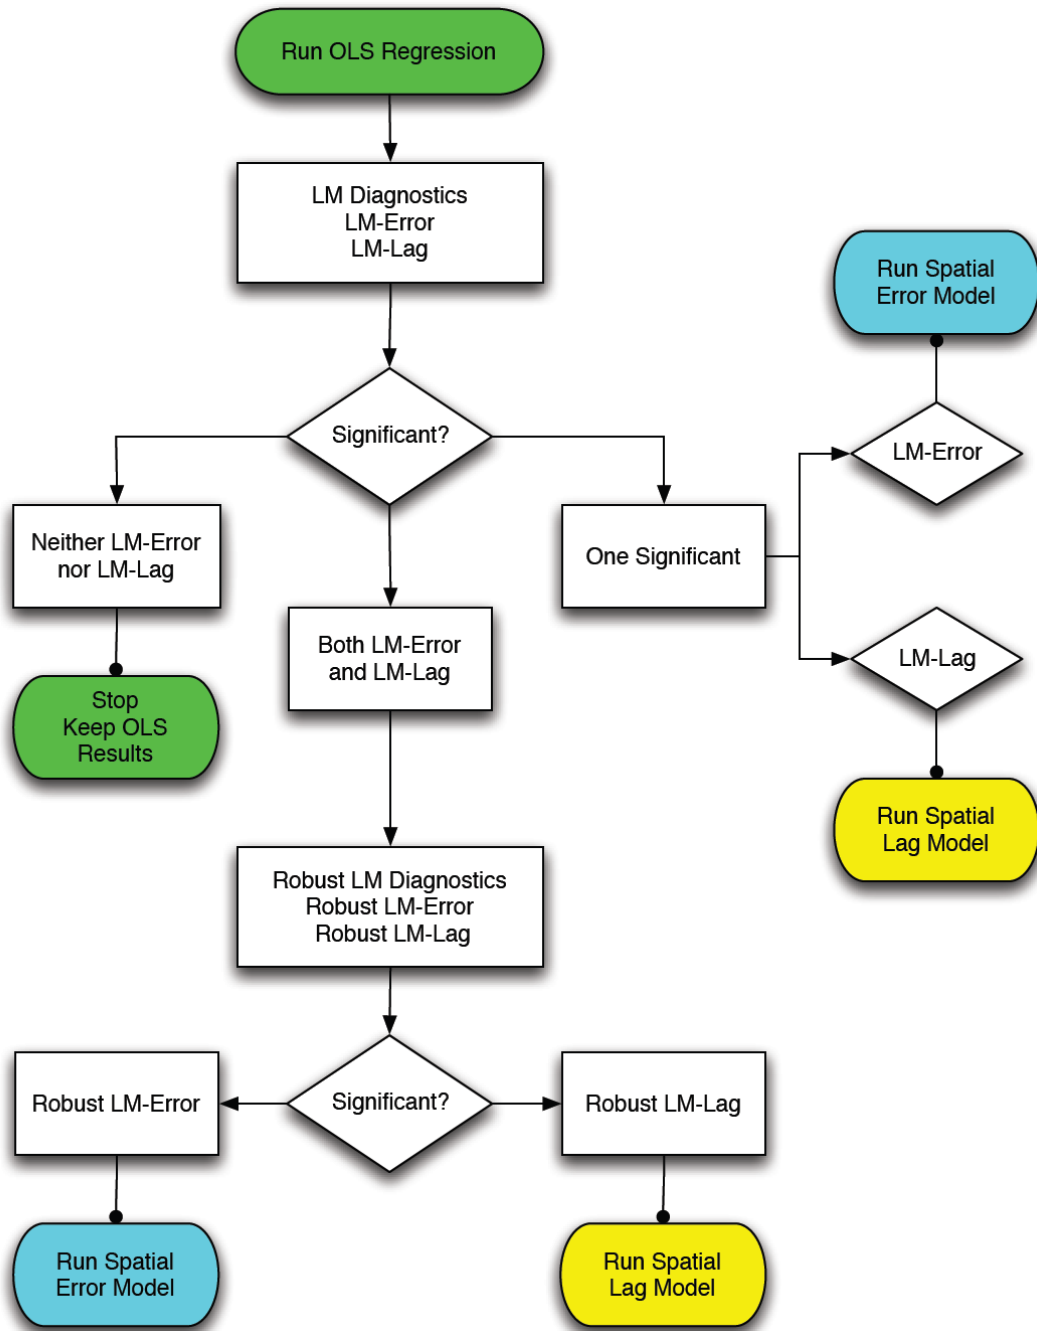 Run OLS Regression
LM Diagnostics
LM-Error
LM-Lag
Run Spatial
Error Model
Significant?
LM-Error
Neither LM-Error
nor LM-Lag
One Significant
Both LM-Error
and LM-Lag
LM-Lag
Stop
Keep OLS
Results
Run Spatial
Lag Model
Robust LM Diagnostics
Robust LM-Error
Robust LM-Lag
Robust LM-Error
Significant?
Robust LM-Lag
Run Spatial
Error Model
Run Spatial
Lag Model